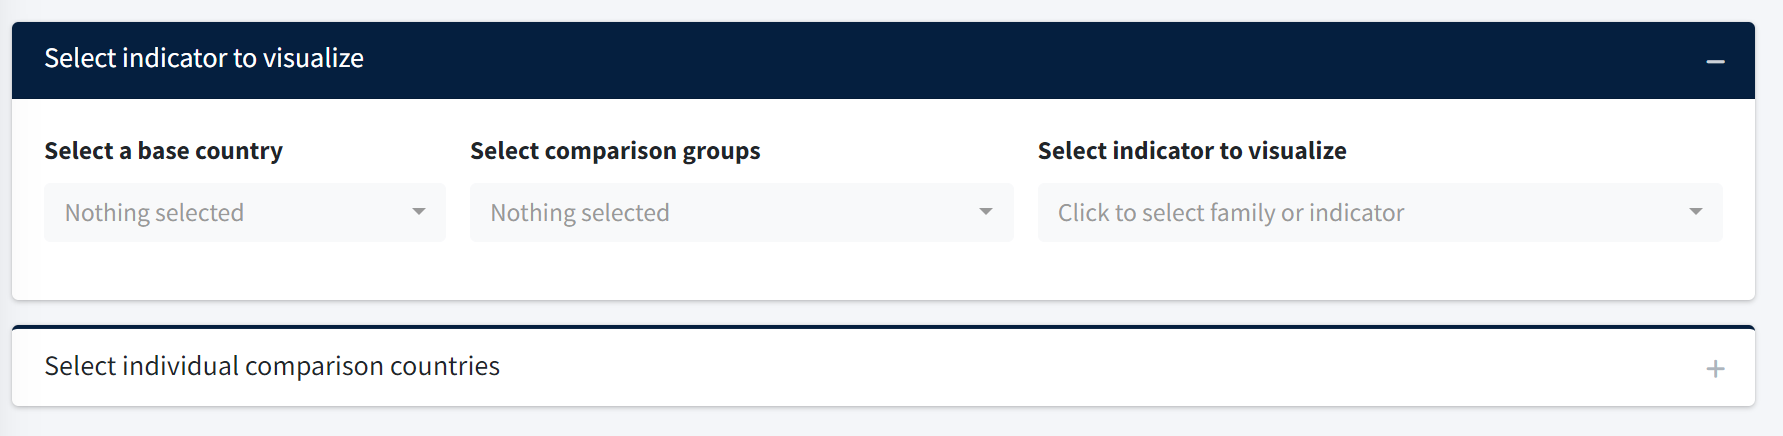 Select indicator to visualize
Select a base country
Select comparison groups
Select indicator to visualize
Nothing selected
Nothing selected
Click to select family or indicator
Select individual comparison countries